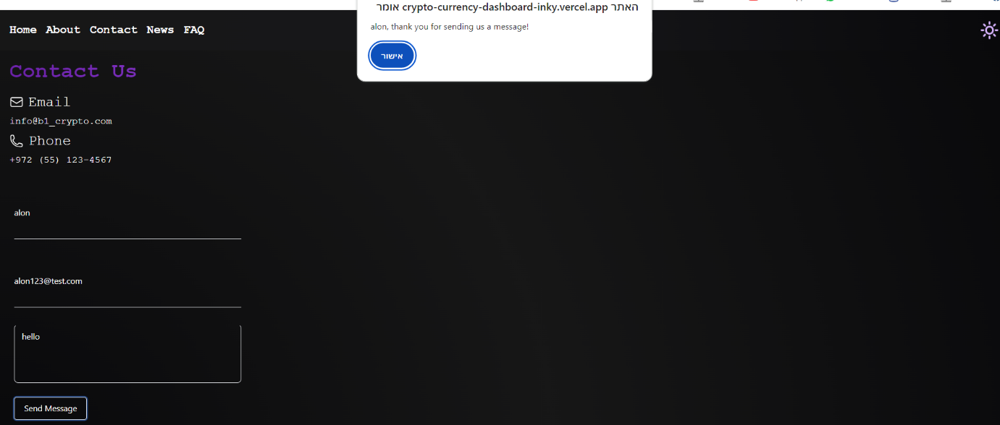 האתר crypto-currency-dashboard-inky.vercel.app אומר
alon, thank you for sending us a message!
אישור
Home About Contact News FAQ
Contact Us
Email
info@b1_crypto.com
Phone
+972 (55) 123-4567
alon
alon123@test.com
hello
Send Message